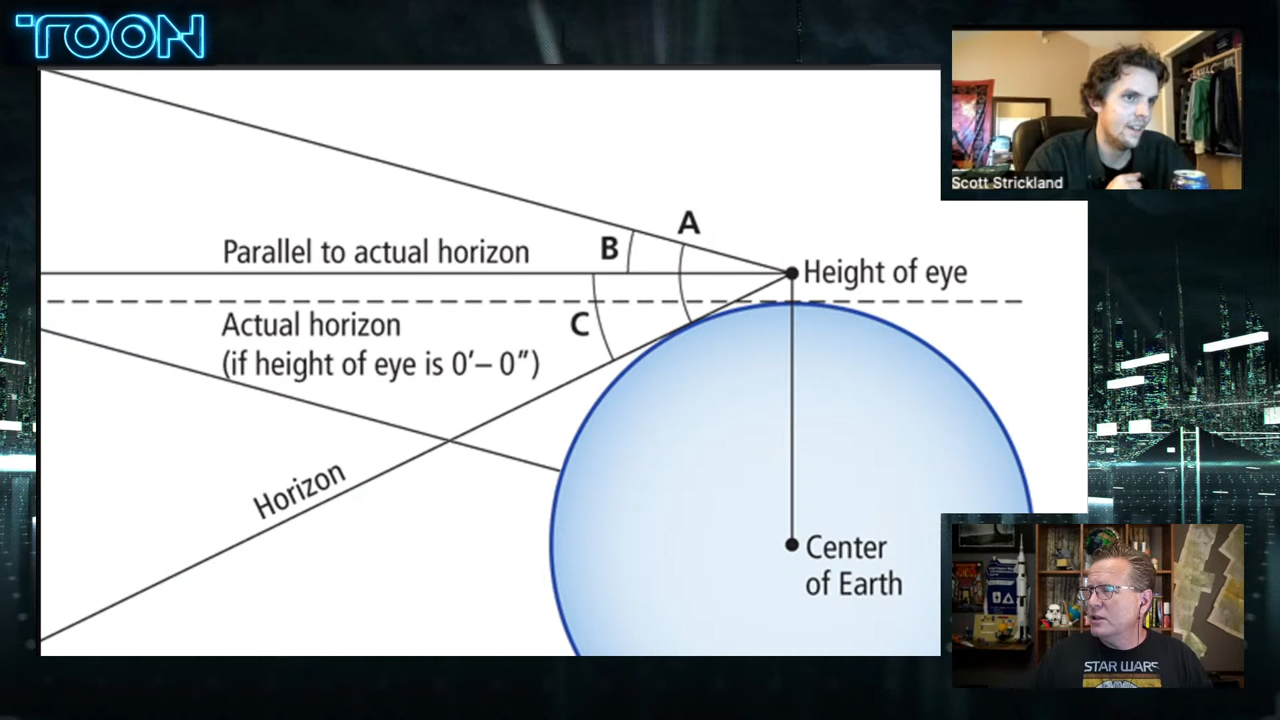 TOON
Scott Strickland
A
B
Parallel to actual horizon
Height of eye
Actual horizon
C
(if height of eye is 0′– 0″)
Horizon
Center
of Earth
STAR WARS